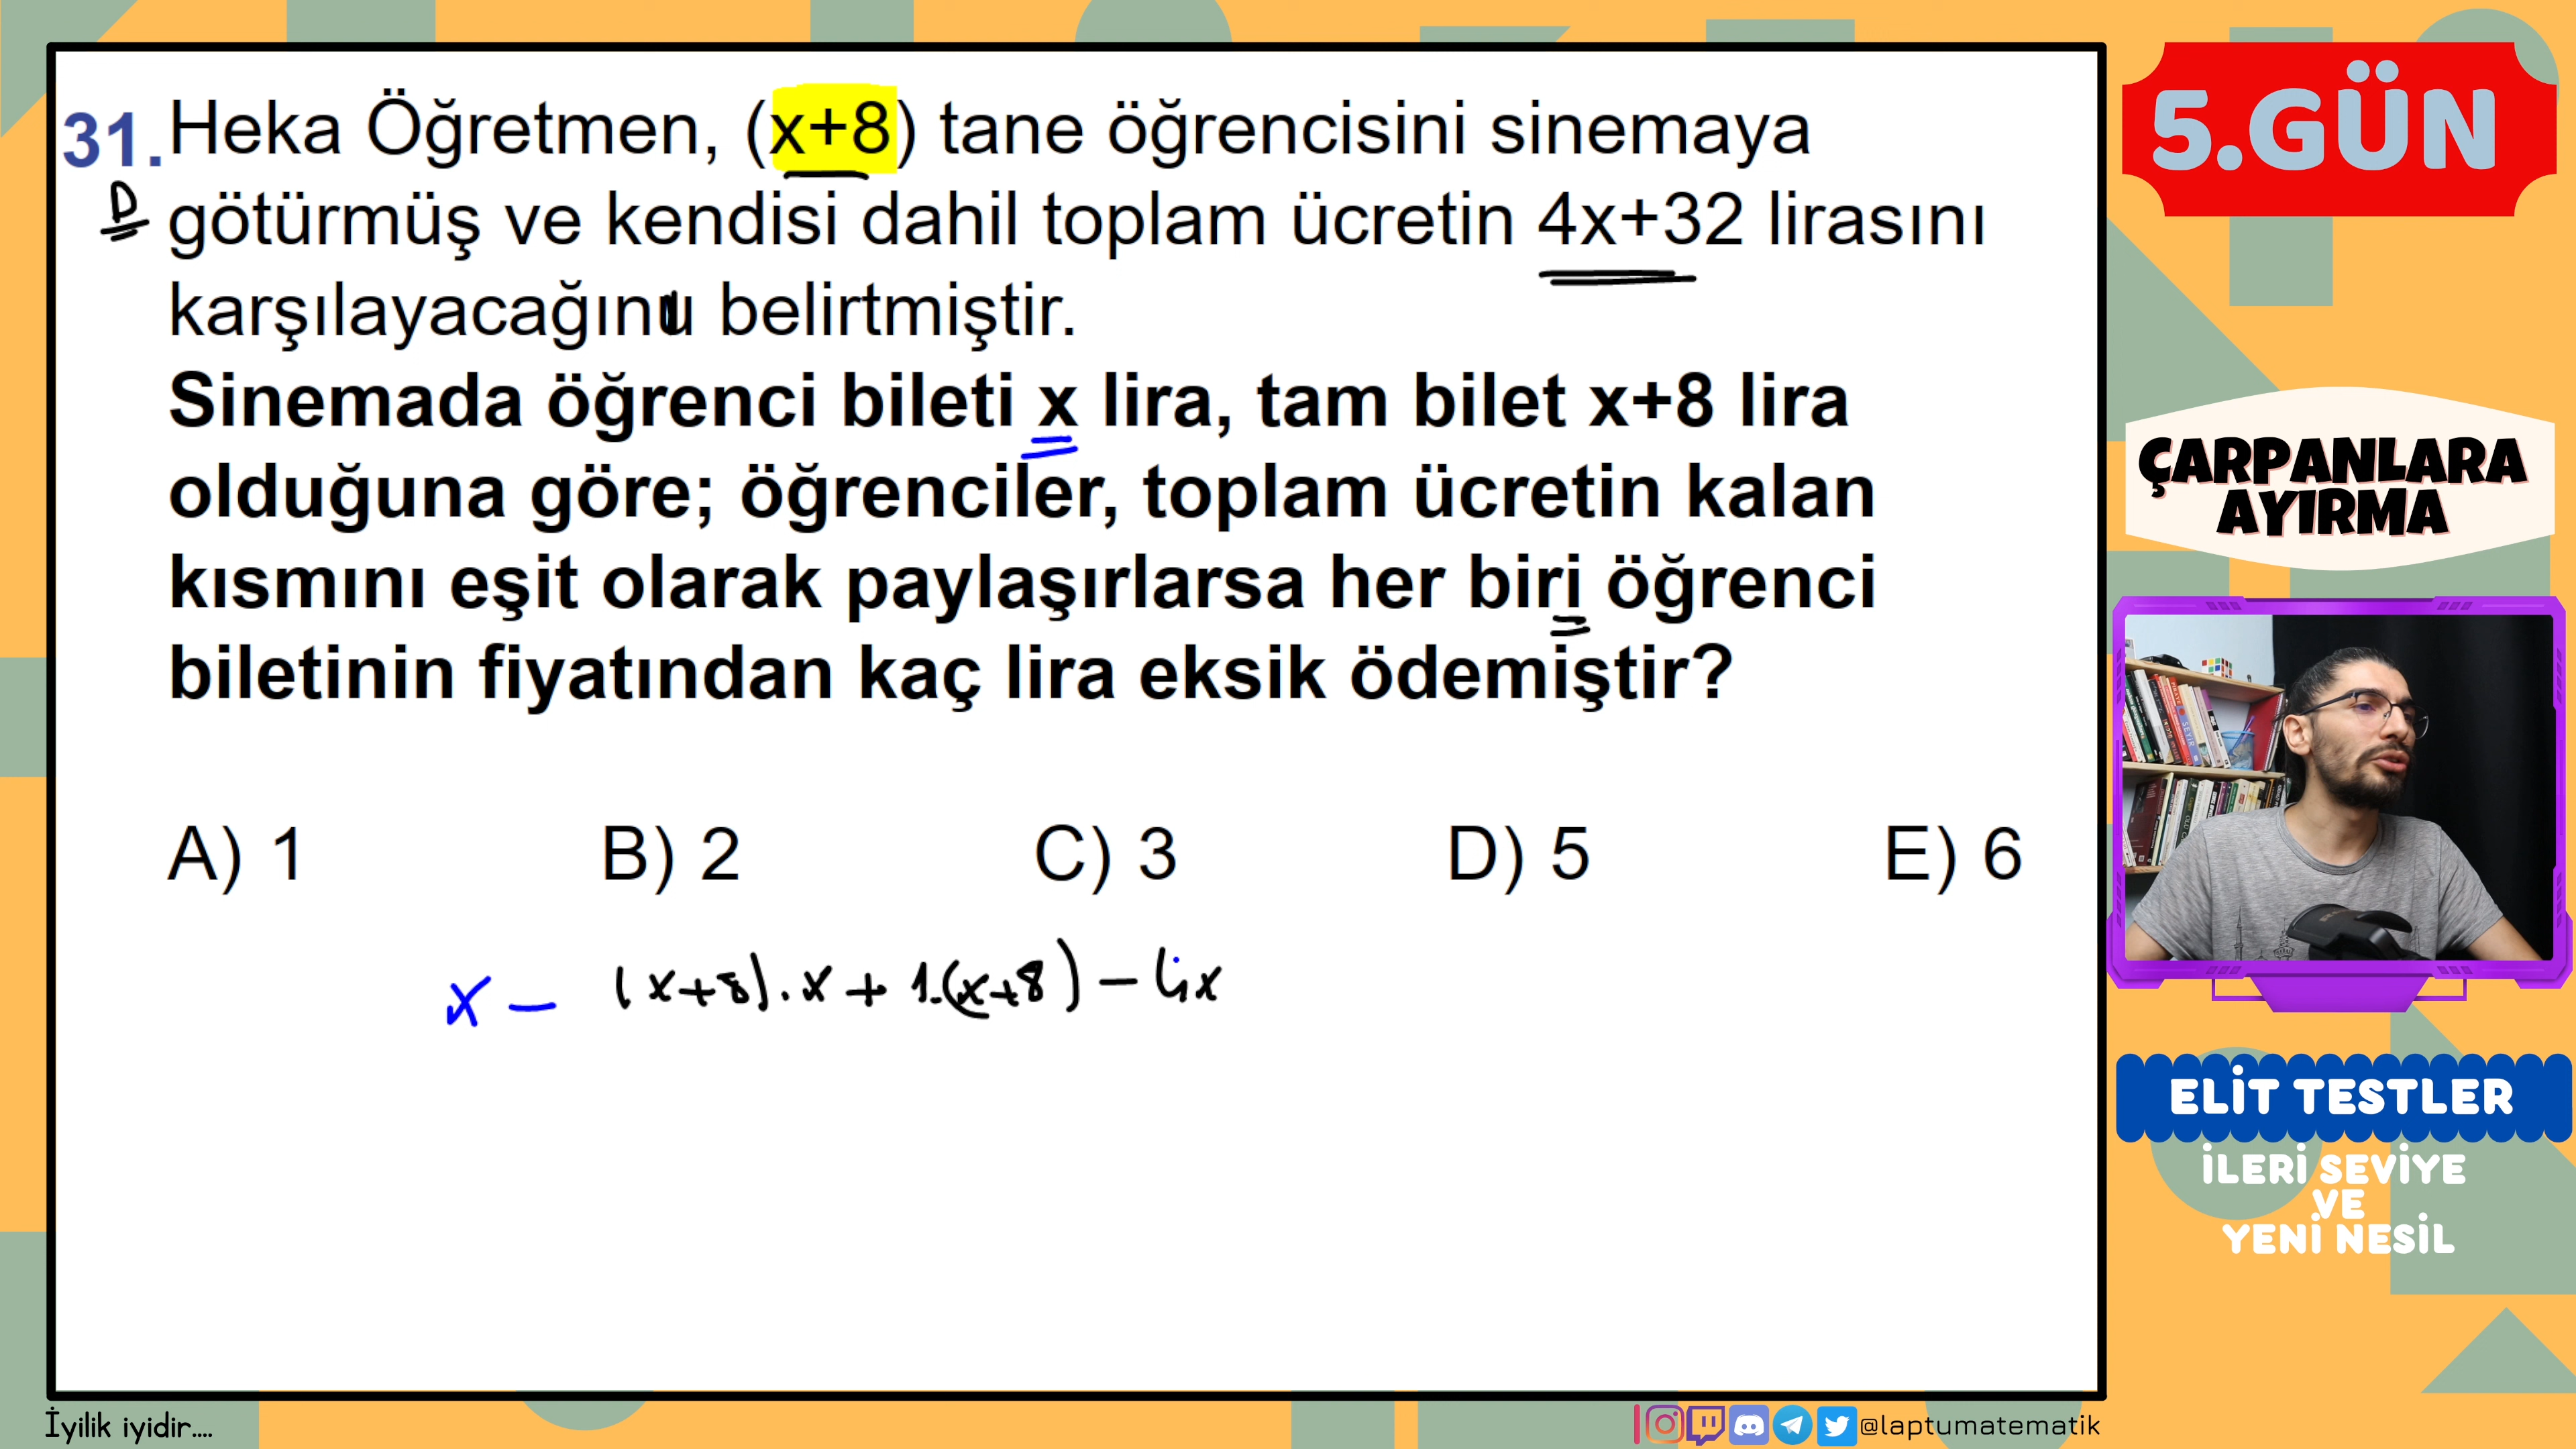 31. Heka Öğretmen, (x+8) tane öğrencisini sinemaya
götürmüş ve kendisi dahil toplam ücretin 4x+32 lirasını
karşılayacağını belirtmiştir.
Sinemada öğrenci bileti x lira, tam bilet x+8 lira
olduğuna göre; öğrenciler, toplam ücretin kalan
kısmını eşit olarak paylaşırlarsa her biri öğrenci
biletinin fiyatından kaç lira eksik ödemiştir?
A) 1 B) 2 C) 3 D) 5 E) 6
D
x - (x+8).x + 1.(x+8) - 4x
5.GÜN
ÇARPANLARA
AYIRMA
ELİT TESTLER
İLERİ SEVİYE
VE
YENİ NESİL
İyilik iyidir....
@laptumatematik